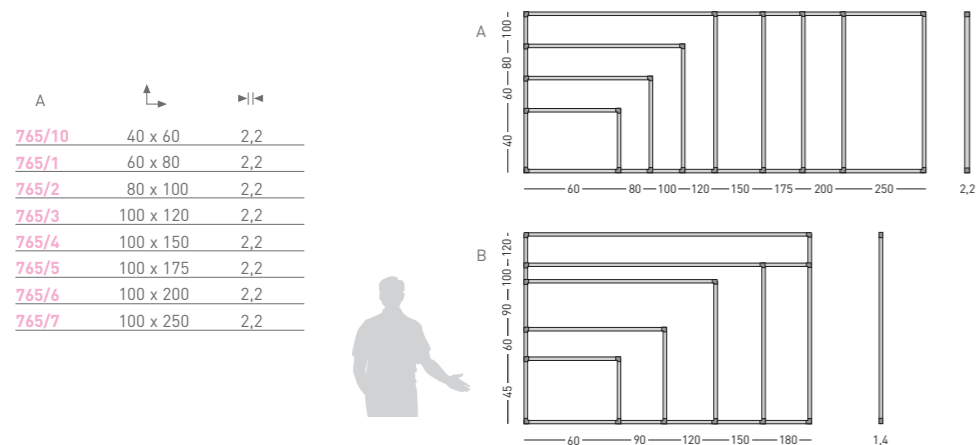 A
765/10 40 x 60 2,2
765/1 60 x 80 2,2
765/2 80 x 100 2,2
765/3 100 x 120 2,2
765/4 100 x 150 2,2
765/5 100 x 175 2,2
765/6 100 x 200 2,2
765/7 100 x 250 2,2
A
100
80
60
40
60 80 100 120 150 175 200 250 2,2
B
120
100
90
60
45
60 90 120 150 180 1,4